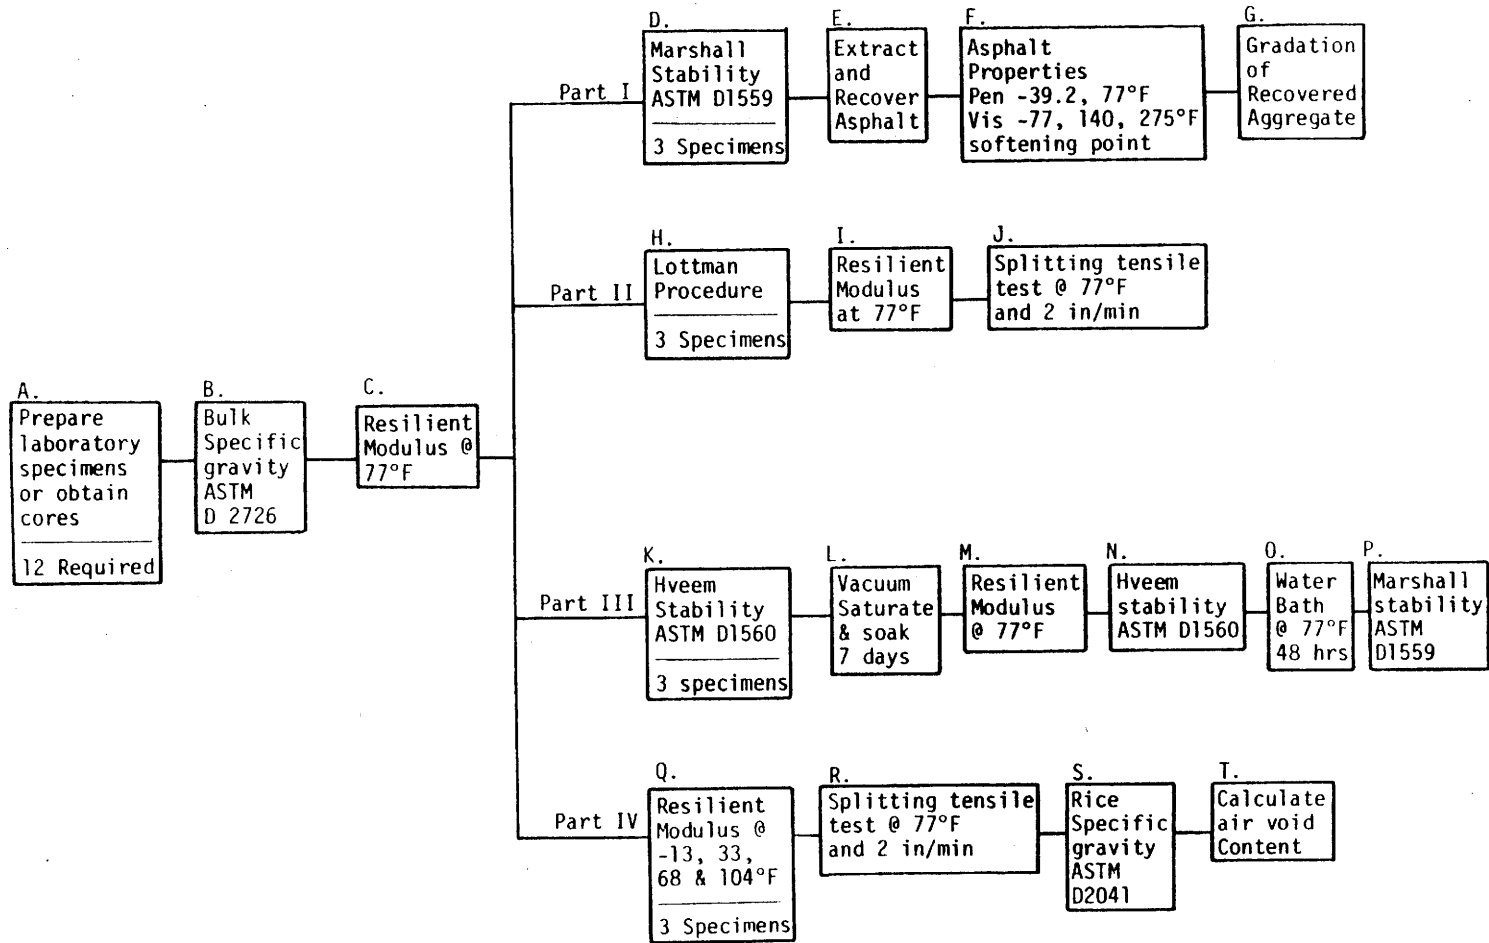 A.
Prepare
laboratory
specimens
or obtain
cores
12 Required
B.
Bulk
Specific
gravity
ASTM
D 2726
C.
Resilient
Modulus @
77°F
Part I
D.
Marshall
Stability
ASTM D1559
3 Specimens
E.
Extract
and
Recover
Asphalt
F.
Asphalt
Properties
Pen -39.2, 77°F
Vis -77, 140, 275°F
softening point
G.
Gradation
of
Recovered
Aggregate
Part II
H.
Lottman
Procedure
3 Specimens
I.
Resilient
Modulus
at 77°F
J.
Splitting tensile
test @ 77°F
and 2 in/min
Part III
K.
Hveem
Stability
ASTM D1560
3 specimens
L.
Vacuum
Saturate
& soak
7 days
M.
Resilient
Modulus
@ 77°F
N.
Hveem
stability
ASTM D1560
O.
Water
Bath
@ 77°F
48 hrs
P.
Marshall
stability
ASTM
D1559
Part IV
Q.
Resilient
Modulus @
-13, 33,
68 & 104°F
3 Specimens
R.
Splitting tensile
test @ 77°F
and 2 in/min
S.
Rice
Specific
gravity
ASTM
D2041
T.
Calculate
air void
Content